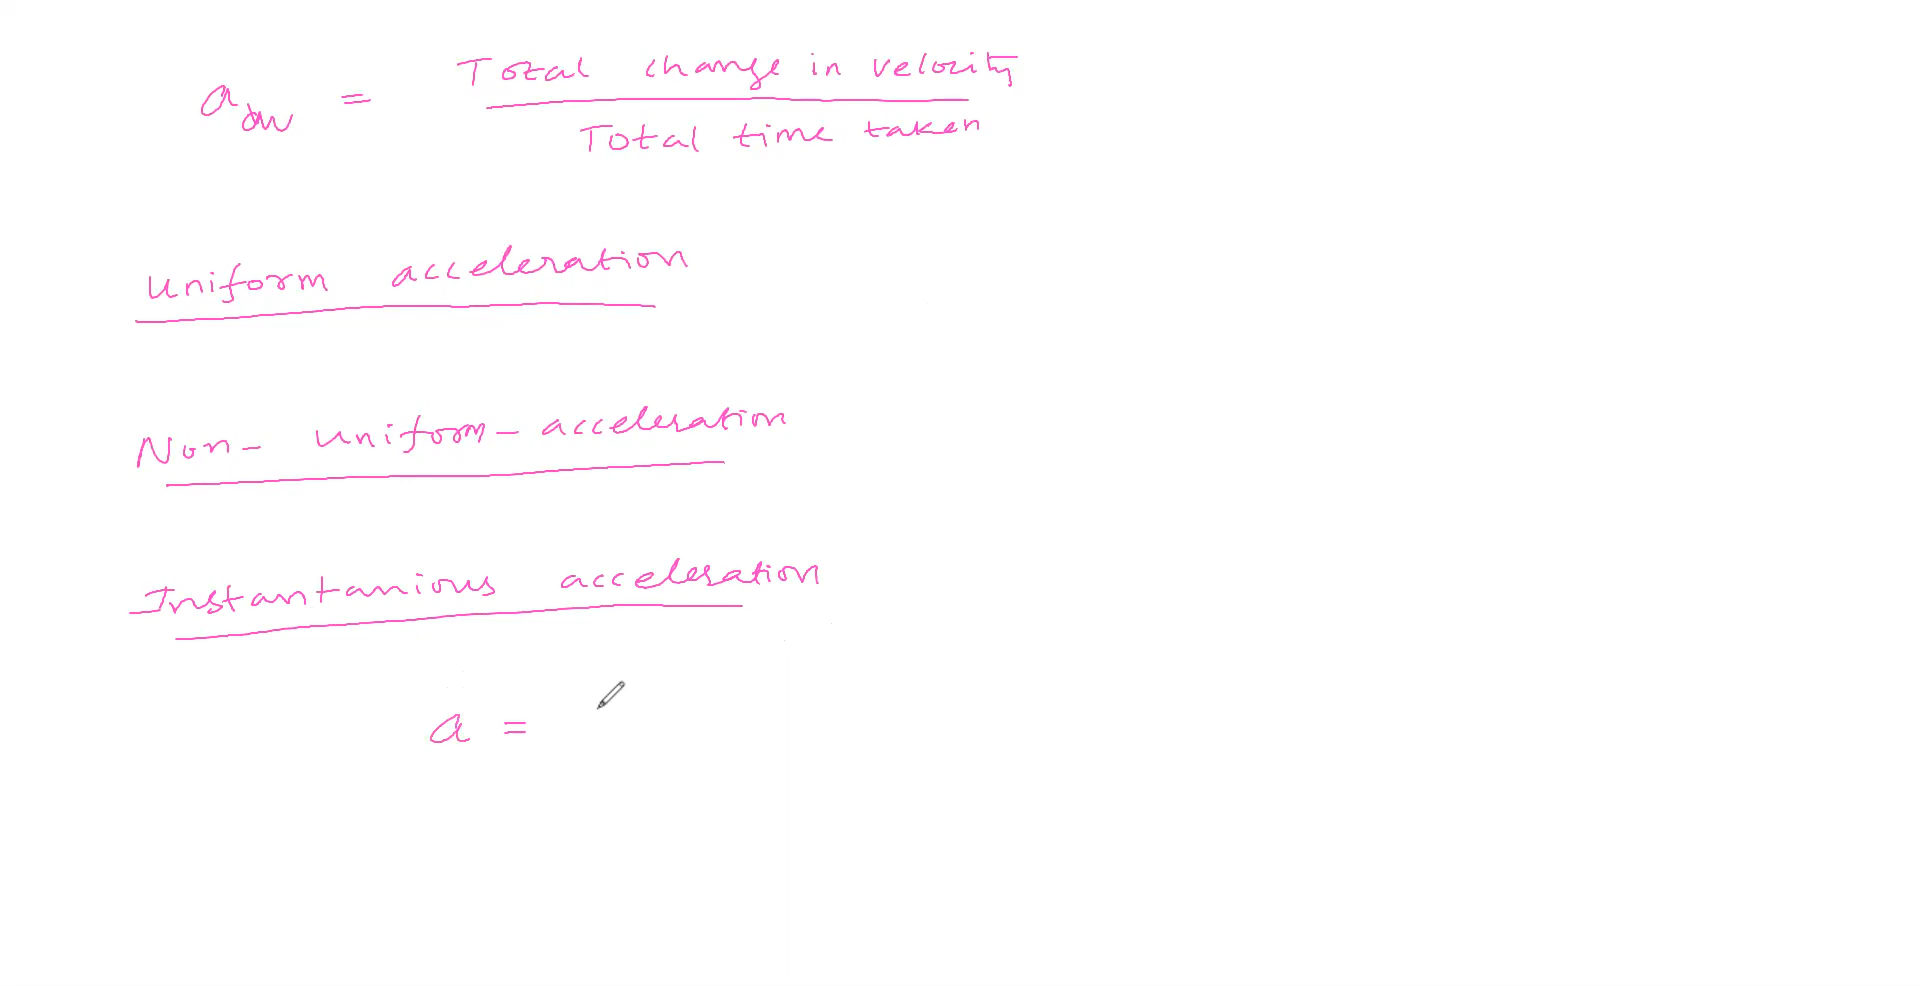 a_av = Total change in velocity / Total time taken
Uniform acceleration
Non- Uniform - acceleration
Instantanious acceleration
a =